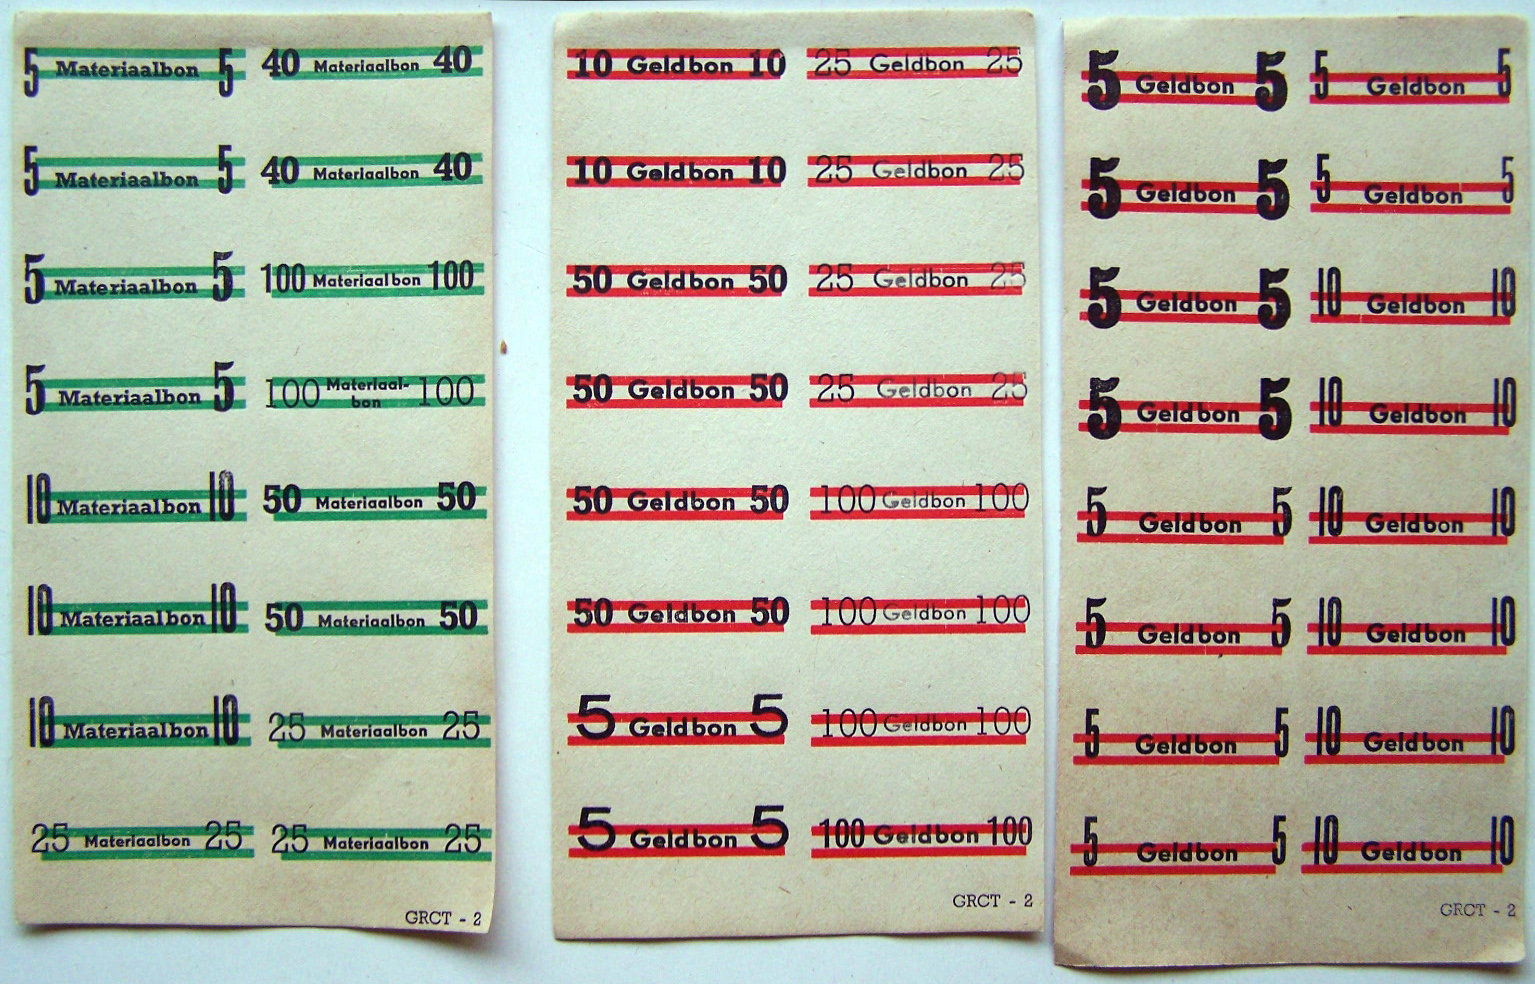 5 Materiaalbon 5 40 Materiaalbon 40
5 Materiaalbon 5 40 Materiaalbon 40
5 Materiaalbon 5 100 Materiaalbon 100
5 Materiaalbon 5 100 Materiaal-
bon 100
10 Materiaalbon 10 50 Materiaalbon 50
10 Materiaalbon 10 50 Materiaalbon 50
10 Materiaalbon 10 25 Materiaalbon 25
25 Materiaalbon 25 25 Materiaalbon 25
GRCT - 2
10 Geldbon 10 25 Geldbon 25
10 Geldbon 10 25 Geldbon 25
50 Geldbon 50 25 Geldbon 25
50 Geldbon 50 25 Geldbon 25
50 Geldbon 50 100 Geldbon 100
50 Geldbon 50 100 Geldbon 100
5 Geldbon 5 100 Geldbon 100
5 Geldbon 5 100 Geldbon 100
GRCT - 2
5 Geldbon 5 5 Geldbon 5
5 Geldbon 5 5 Geldbon 5
5 Geldbon 5 10 Geldbon 10
5 Geldbon 5 10 Geldbon 10
5 Geldbon 5 10 Geldbon 10
5 Geldbon 5 10 Geldbon 10
5 Geldbon 5 10 Geldbon 10
5 Geldbon 5 10 Geldbon 10
GRCT - 2